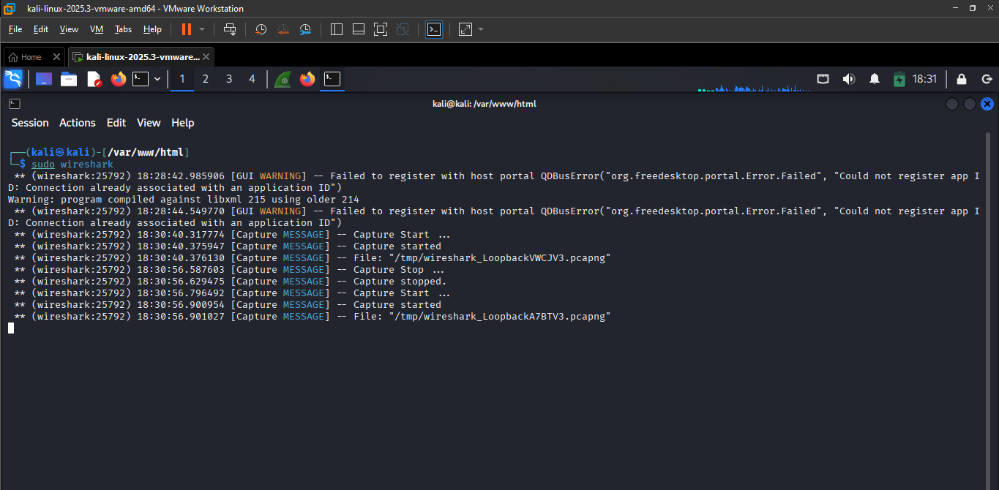 kali-linux-2025.3-vmware-amd64 - VMware Workstation
File Edit View VM Tabs Help
Home kali-linux-2025.3-vmware...
1 2 3 4 18:31
kali@kali: /var/www/html
Session Actions Edit View Help
┌──(kali㉿kali)-[/var/www/html]
└─$ sudo wireshark
** (wireshark:25792) 18:28:42.985906 [GUI WARNING] -- Failed to register with host portal QDBusError("org.freedesktop.portal.Error.Failed", "Could not register app I
D: Connection already associated with an application ID")
Warning: program compiled against libxml 215 using older 214
** (wireshark:25792) 18:28:44.549770 [GUI WARNING] -- Failed to register with host portal QDBusError("org.freedesktop.portal.Error.Failed", "Could not register app I
D: Connection already associated with an application ID")
** (wireshark:25792) 18:30:40.317774 [Capture MESSAGE] -- Capture Start ...
** (wireshark:25792) 18:30:40.375947 [Capture MESSAGE] -- Capture started
** (wireshark:25792) 18:30:40.376130 [Capture MESSAGE] -- File: "/tmp/wireshark_LoopbackVWCJV3.pcapng"
** (wireshark:25792) 18:30:56.587603 [Capture MESSAGE] -- Capture Stop ...
** (wireshark:25792) 18:30:56.629475 [Capture MESSAGE] -- Capture stopped.
** (wireshark:25792) 18:30:56.796492 [Capture MESSAGE] -- Capture Start ...
** (wireshark:25792) 18:30:56.900954 [Capture MESSAGE] -- Capture started
** (wireshark:25792) 18:30:56.901027 [Capture MESSAGE] -- File: "/tmp/wireshark_LoopbackA7BTV3.pcapng"